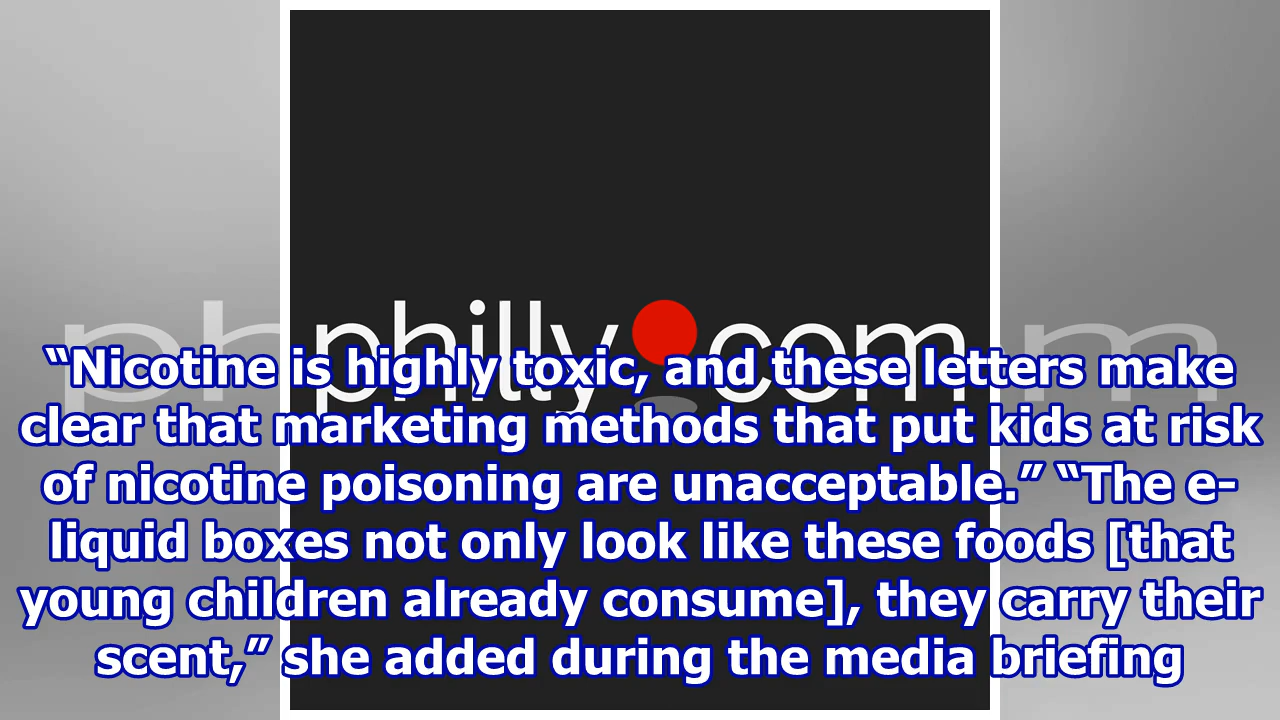 philly.com
“Nicotine is highly toxic, and these letters make
clear that marketing methods that put kids at risk
of nicotine poisoning are unacceptable.” “The e-
liquid boxes not only look like these foods [that
young children already consume], they carry their
scent,” she added during the media briefing